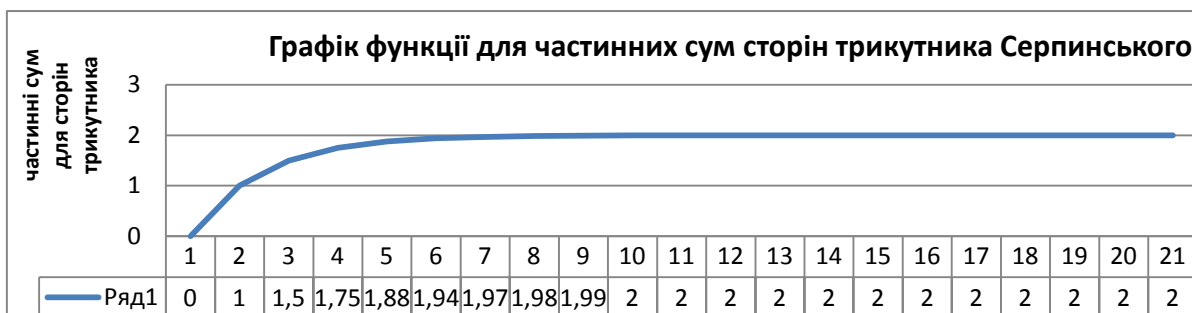 Графік функції для частинних сум сторін трикутника Серпинського
частинні сум
для сторін
трикутника
3
2
1
0
1 2 3 4 5 6 7 8 9 10 11 12 13 14 15 16 17 18 19 20 21
Ряд1 0 1 1,5 1,75 1,88 1,94 1,97 1,98 1,99 2 2 2 2 2 2 2 2 2 2 2 2